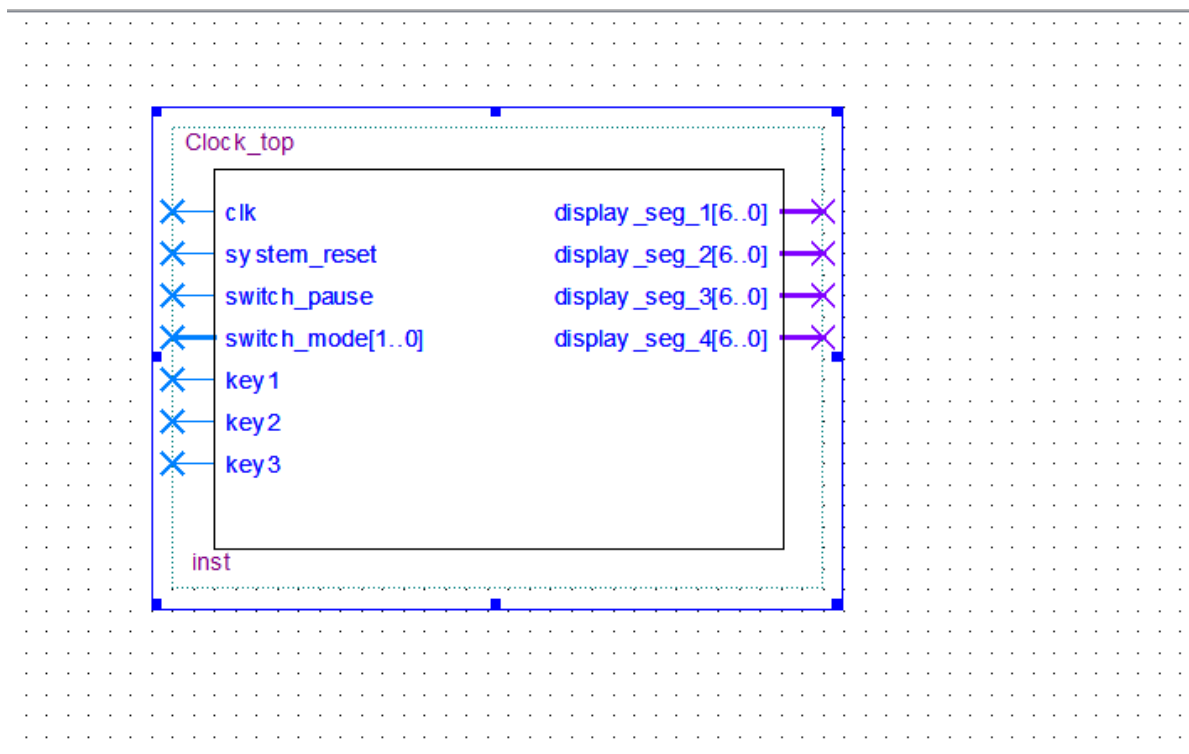 Clock_top
clk
display_seg_1[6..0]
system_reset
display_seg_2[6..0]
switch_pause
display_seg_3[6..0]
switch_mode[1..0]
display_seg_4[6..0]
key1
key2
key3
inst